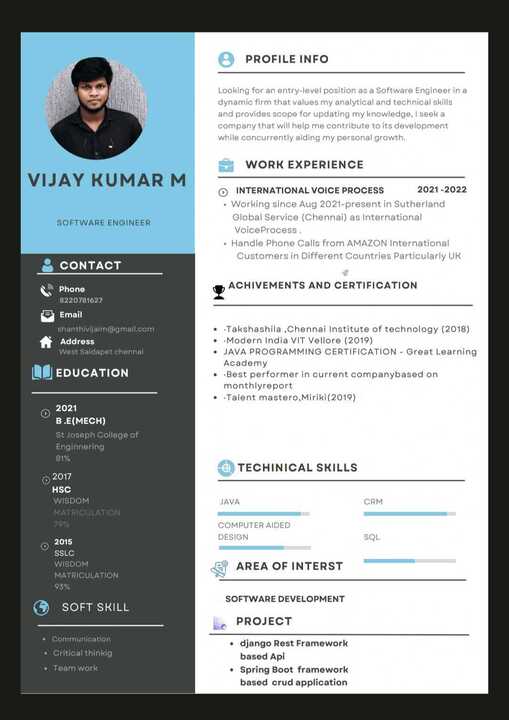 VIJAY KUMAR M
SOFTWARE ENGINEER
CONTACT
Phone
8220781627
Email
shanthivijaim@gmail.com
Address
West Saidapet chennai
EDUCATION
2021
B .E(MECH)
St Joseph College of
Enginnering
81%
2017
HSC
WISDOM
MATRICULATION
79%
2015
SSLC
WISDOM
MATRICULATION
93%
SOFT SKILL
• Communication
• Critical thinkig
• Team work
PROFILE INFO
Looking for an entry-level position as a Software Engineer in a
dynamic firm that values my analytical and technical skills
and provides scope for updating my knowledge, I seek a
company that will help me contribute to its development
while concurrently aiding my personal growth.
WORK EXPERIENCE
INTERNATIONAL VOICE PROCESS 2021 -2022
• Working since Aug 2021-present in Sutherland
Global Service (Chennai) as International
VoiceProcess .
• Handle Phone Calls from AMAZON International
Customers in Different Countries Particularly UK
ACHIVEMENTS AND CERTIFICATION
• ·Takshashila ,Chennai Institute of technology (2018)
• ·Modern India VIT Vellore (2019)
• JAVA PROGRAMMING CERTIFICATION - Great Learning
Academy
• ·Best performer in current companybased on
monthlyreport
• ·Talent mastero,Miriki(2019)
TECHINICAL SKILLS
JAVA CRM
COMPUTER AIDED
DESIGN SQL
AREA OF INTERST
SOFTWARE DEVELOPMENT
PROJECT
• django Rest Framework
based Api
• Spring Boot framework
based crud application